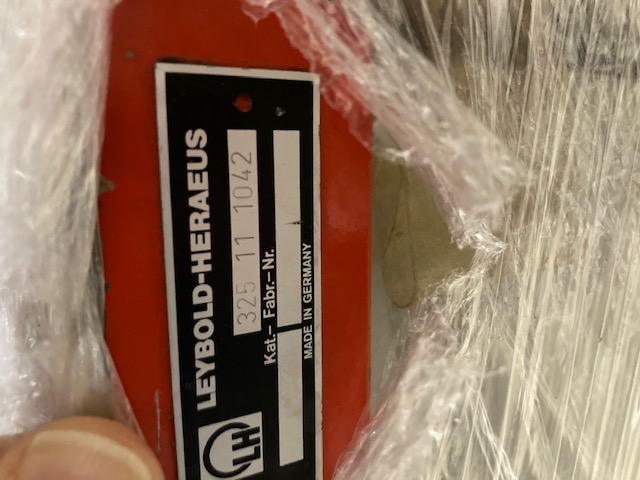 LEYBOLD-HERAEUS
LH
325 11 1042
Kat.- Fabr.-Nr.
MADE IN GERMANY